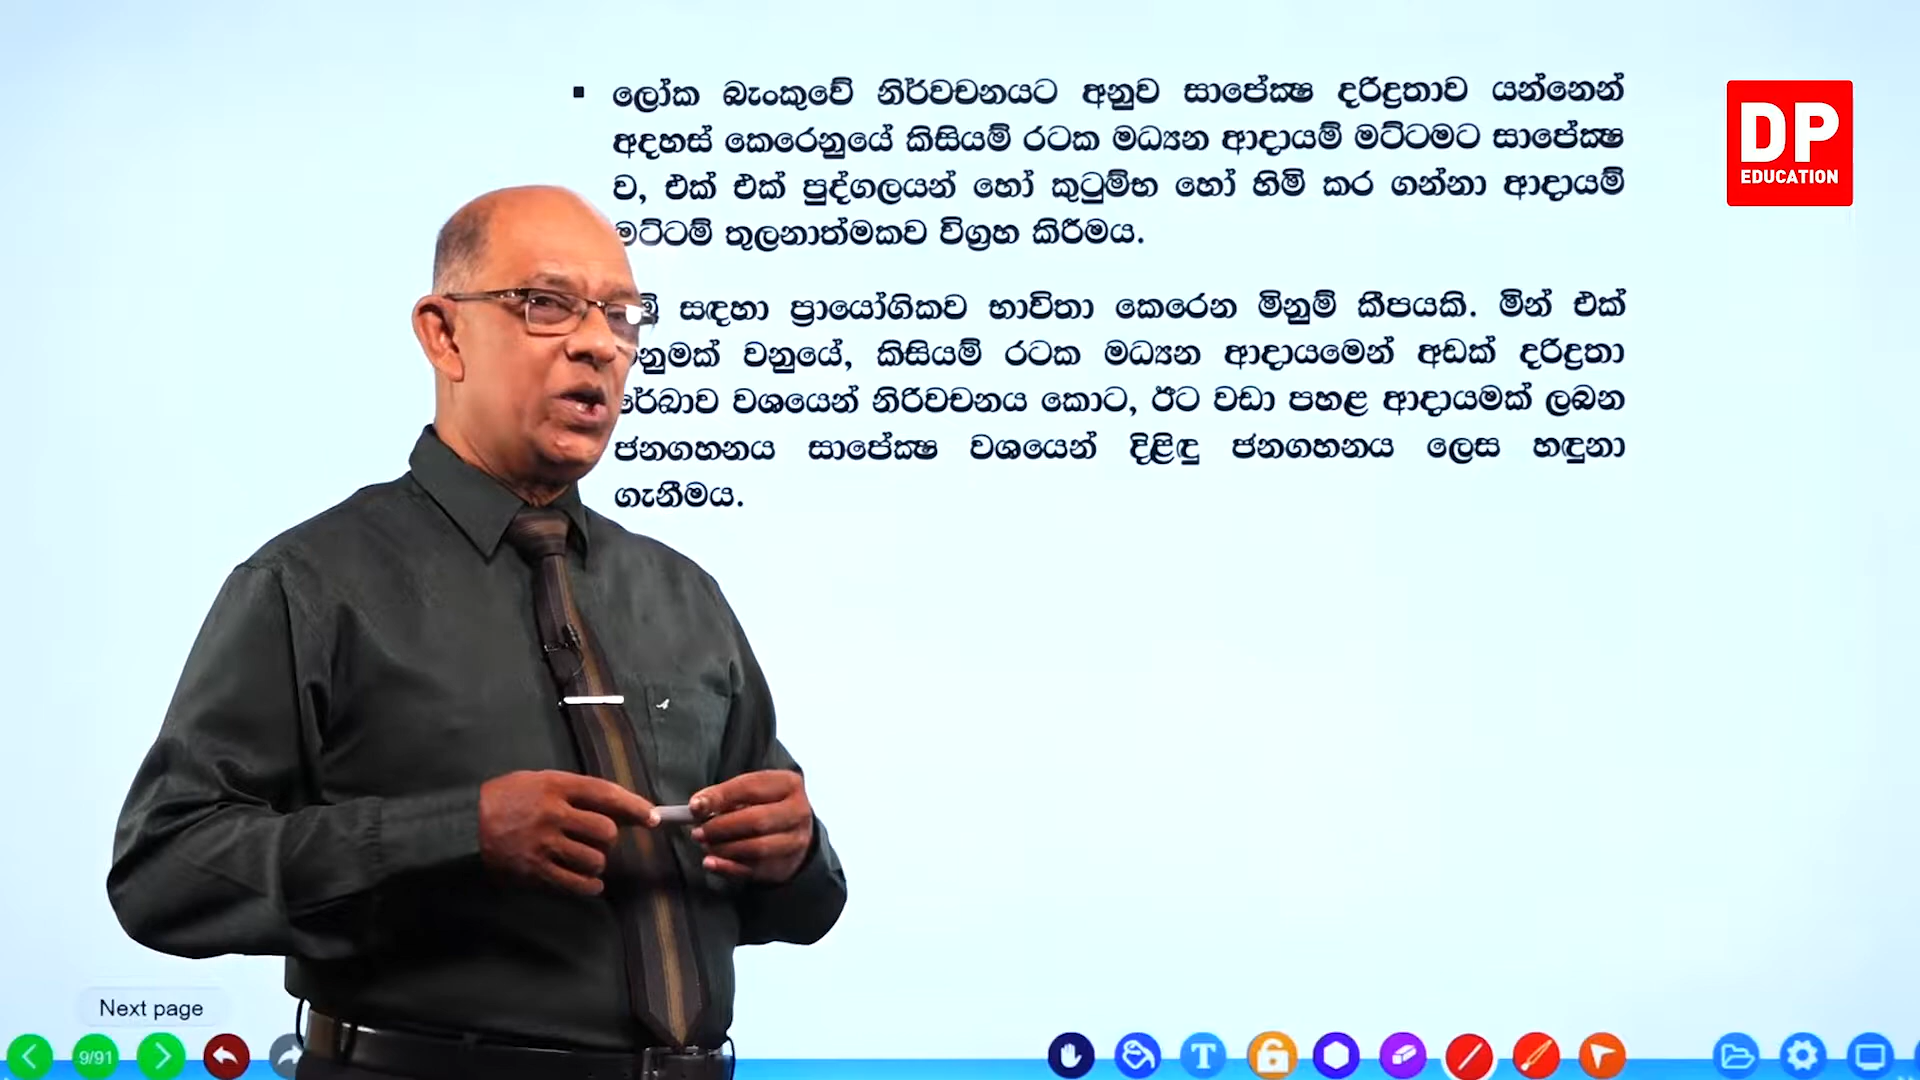 ලෝක බැංකුවේ නිර්වචනයට අනුව සාපේක්‍ෂ දරිද්‍රතාව යන්නෙන්
අදහස් කෙරෙනුයේ කිසියම් රටක මධ්‍යන ආදායම් මට්ටමට සාපේක්‍ෂ
ව, එක් එක් පුද්ගලයන් හෝ කුටුම්භ හෝ හිමි කර ගන්නා ආදායම්
මට්ටම් තුලනාත්මකව විග්‍රහ කිරීමය.
සඳහා ප්‍රායෝගිකව භාවිතා කෙරෙන මිනුම් කීපයකි. මින් එක්
වනුයේ, කිසියම් රටක මධ්‍යන ආදායමෙන් අඩක් දරිද්‍රතා
වශයෙන් නිර්වචනය කොට, ඊට වඩා පහළ ආදායමක් ලබන
ජනගහනය සාපේක්‍ෂ වශයෙන් දිළිඳු ජනගහනය ලෙස හඳුනා
ගැනීමය.
DP
EDUCATION
Next page
9/91
T